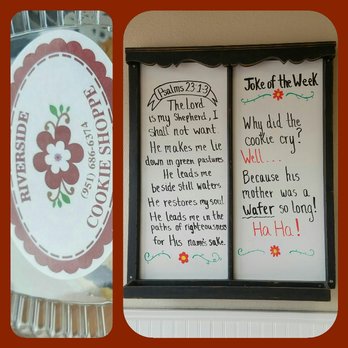 RIVERSIDE
COOKIE SHOPPE
(951) 686-6374
Psalms 23:1-3
The Lord
is my Shepherd, I
shall not want.
He makes me lie
down in green pastures.
He leads me
beside still waters.
He restores my soul.
He leads me in the
paths of righteousness
for His name's sake.
Joke of the Week
Why did the
cookie cry?
Well....
Because his
mother was a
wafer so long!
Ha Ha!